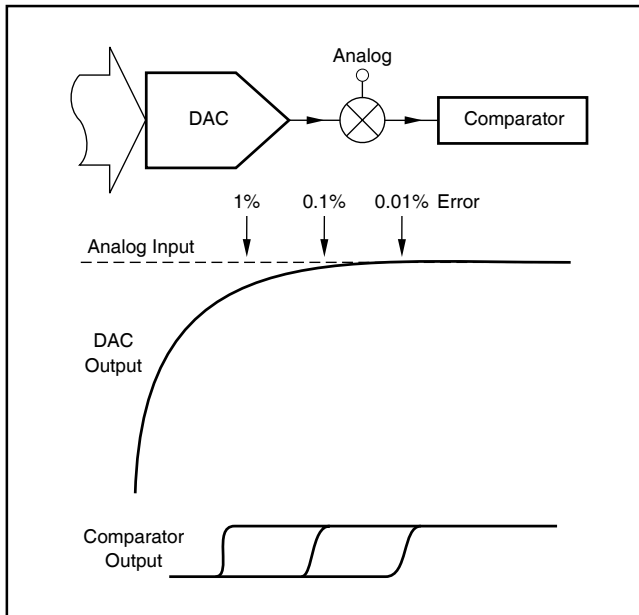 Analog
DAC
Comparator
1%
0.1%
0.01% Error
Analog Input
DAC
Output
Comparator
Output